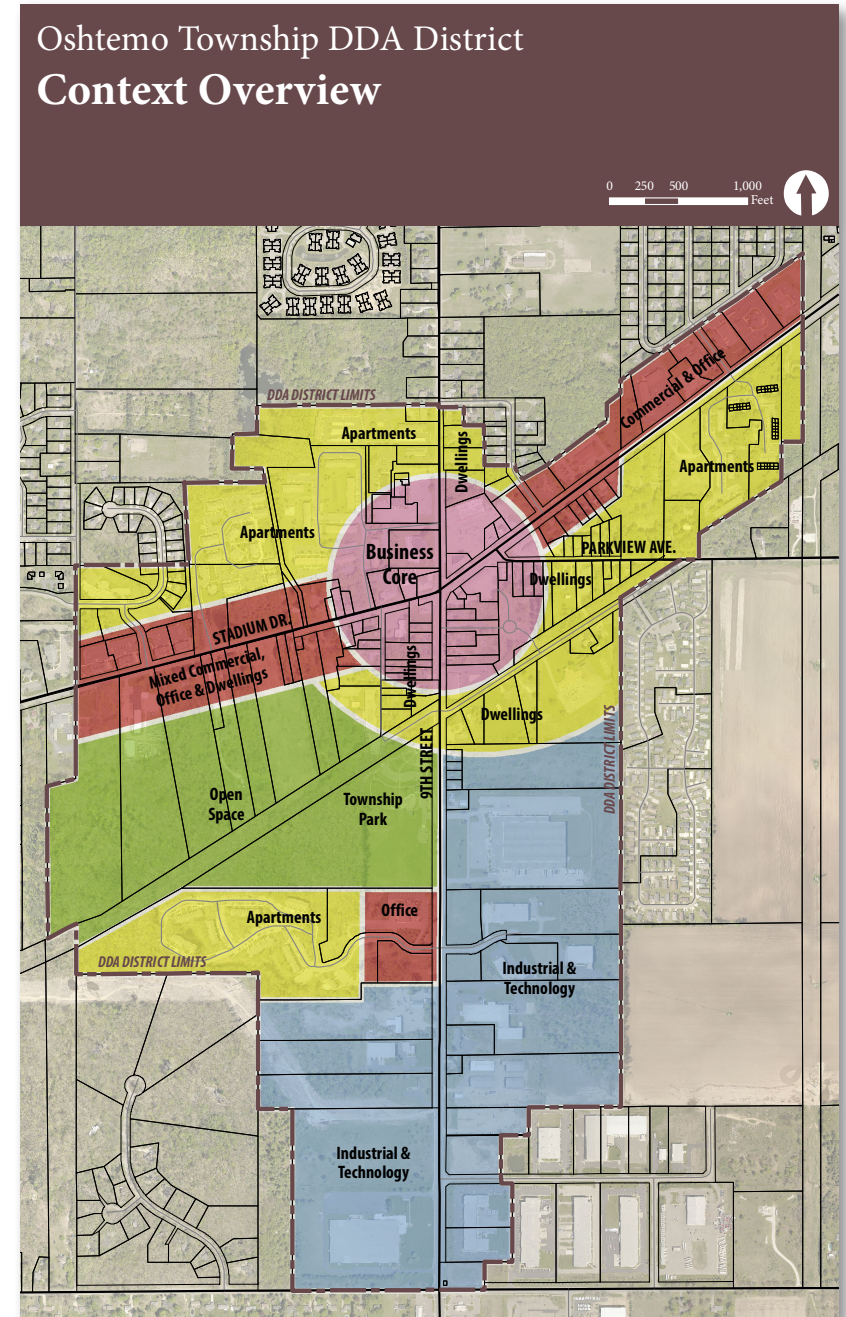 Oshtemo Township DDA District
Context Overview
0 250 500 1,000
Feet
DDA DISTRICT LIMITS
Apartments
Dwellings
Commercial & Office
Apartments
Apartments
Business
Core
PARKVIEW AVE.
Dwellings
STADIUM DR.
Mixed Commercial,
Office & Dwellings
Dwellings
Dwellings
DDA DISTRICT LIMITS
9TH STREET
Open
Space
Township
Park
Apartments
Office
DDA DISTRICT LIMITS
Industrial &
Technology
Industrial &
Technology